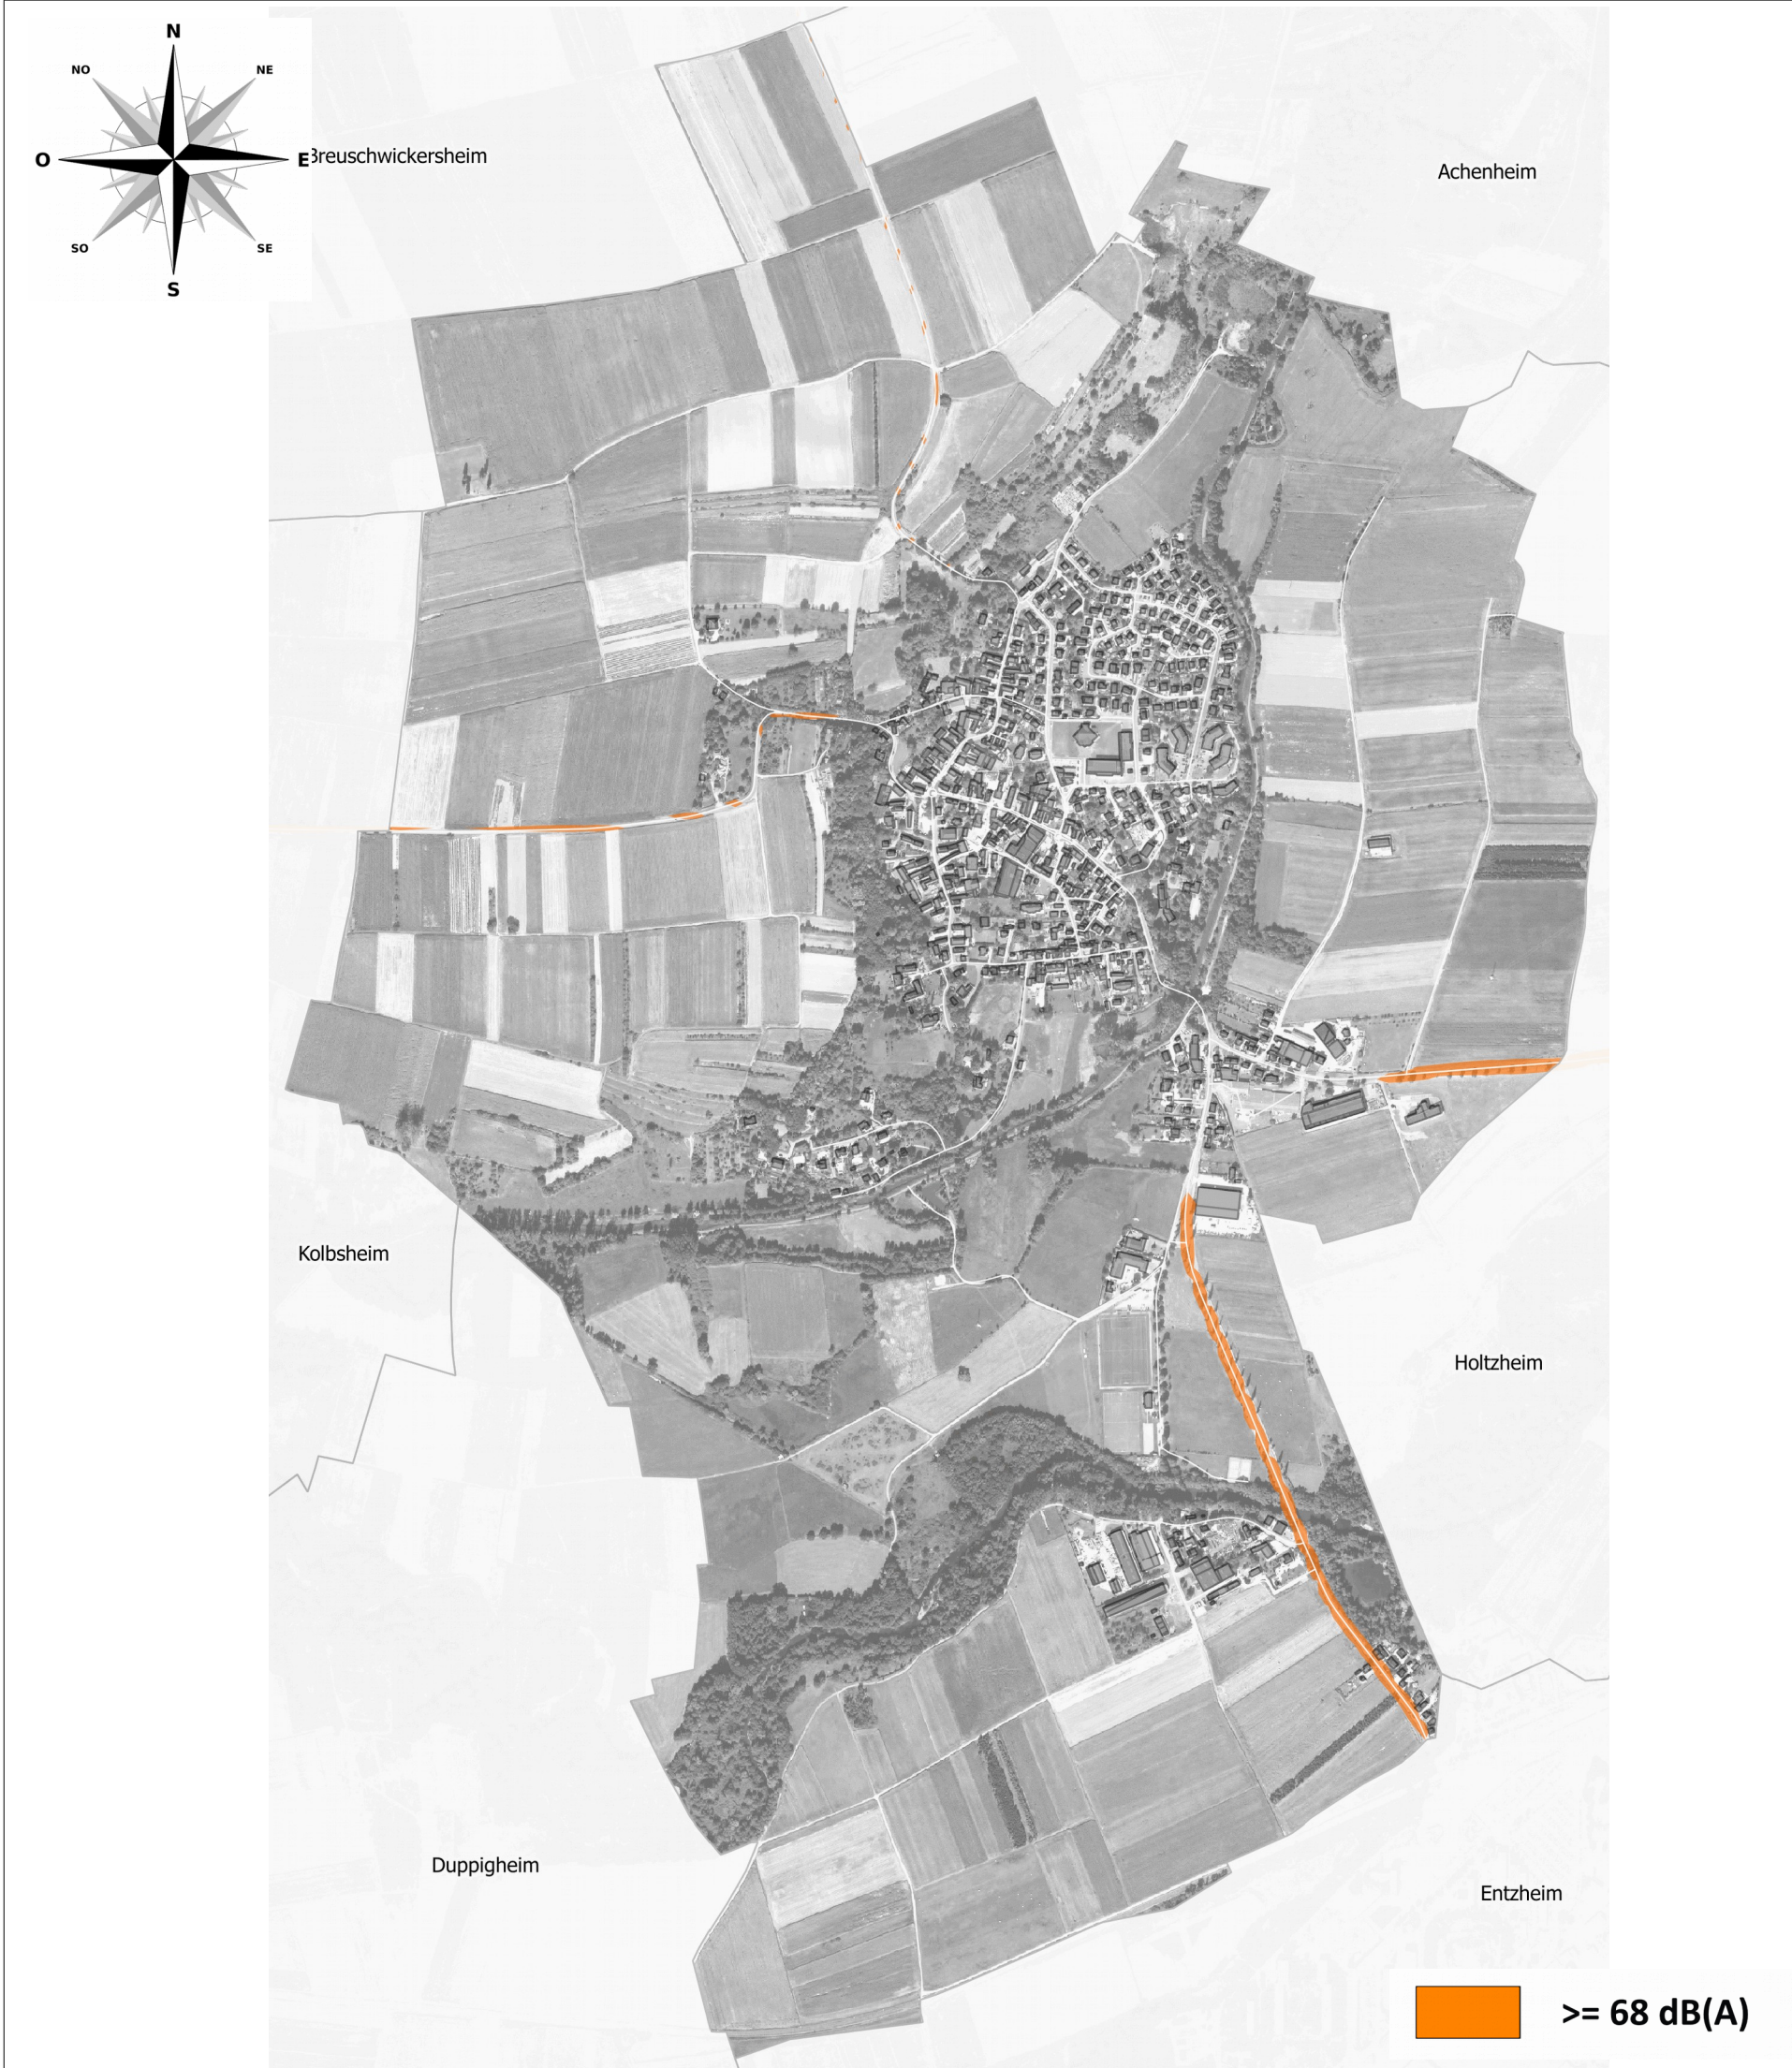 N
NO
NE
O
E
Breuschwickersheim
SO
SE
S
Achenheim
Kolbsheim
Holtzheim
Duppigheim
Entzheim
>= 68 dB(A)